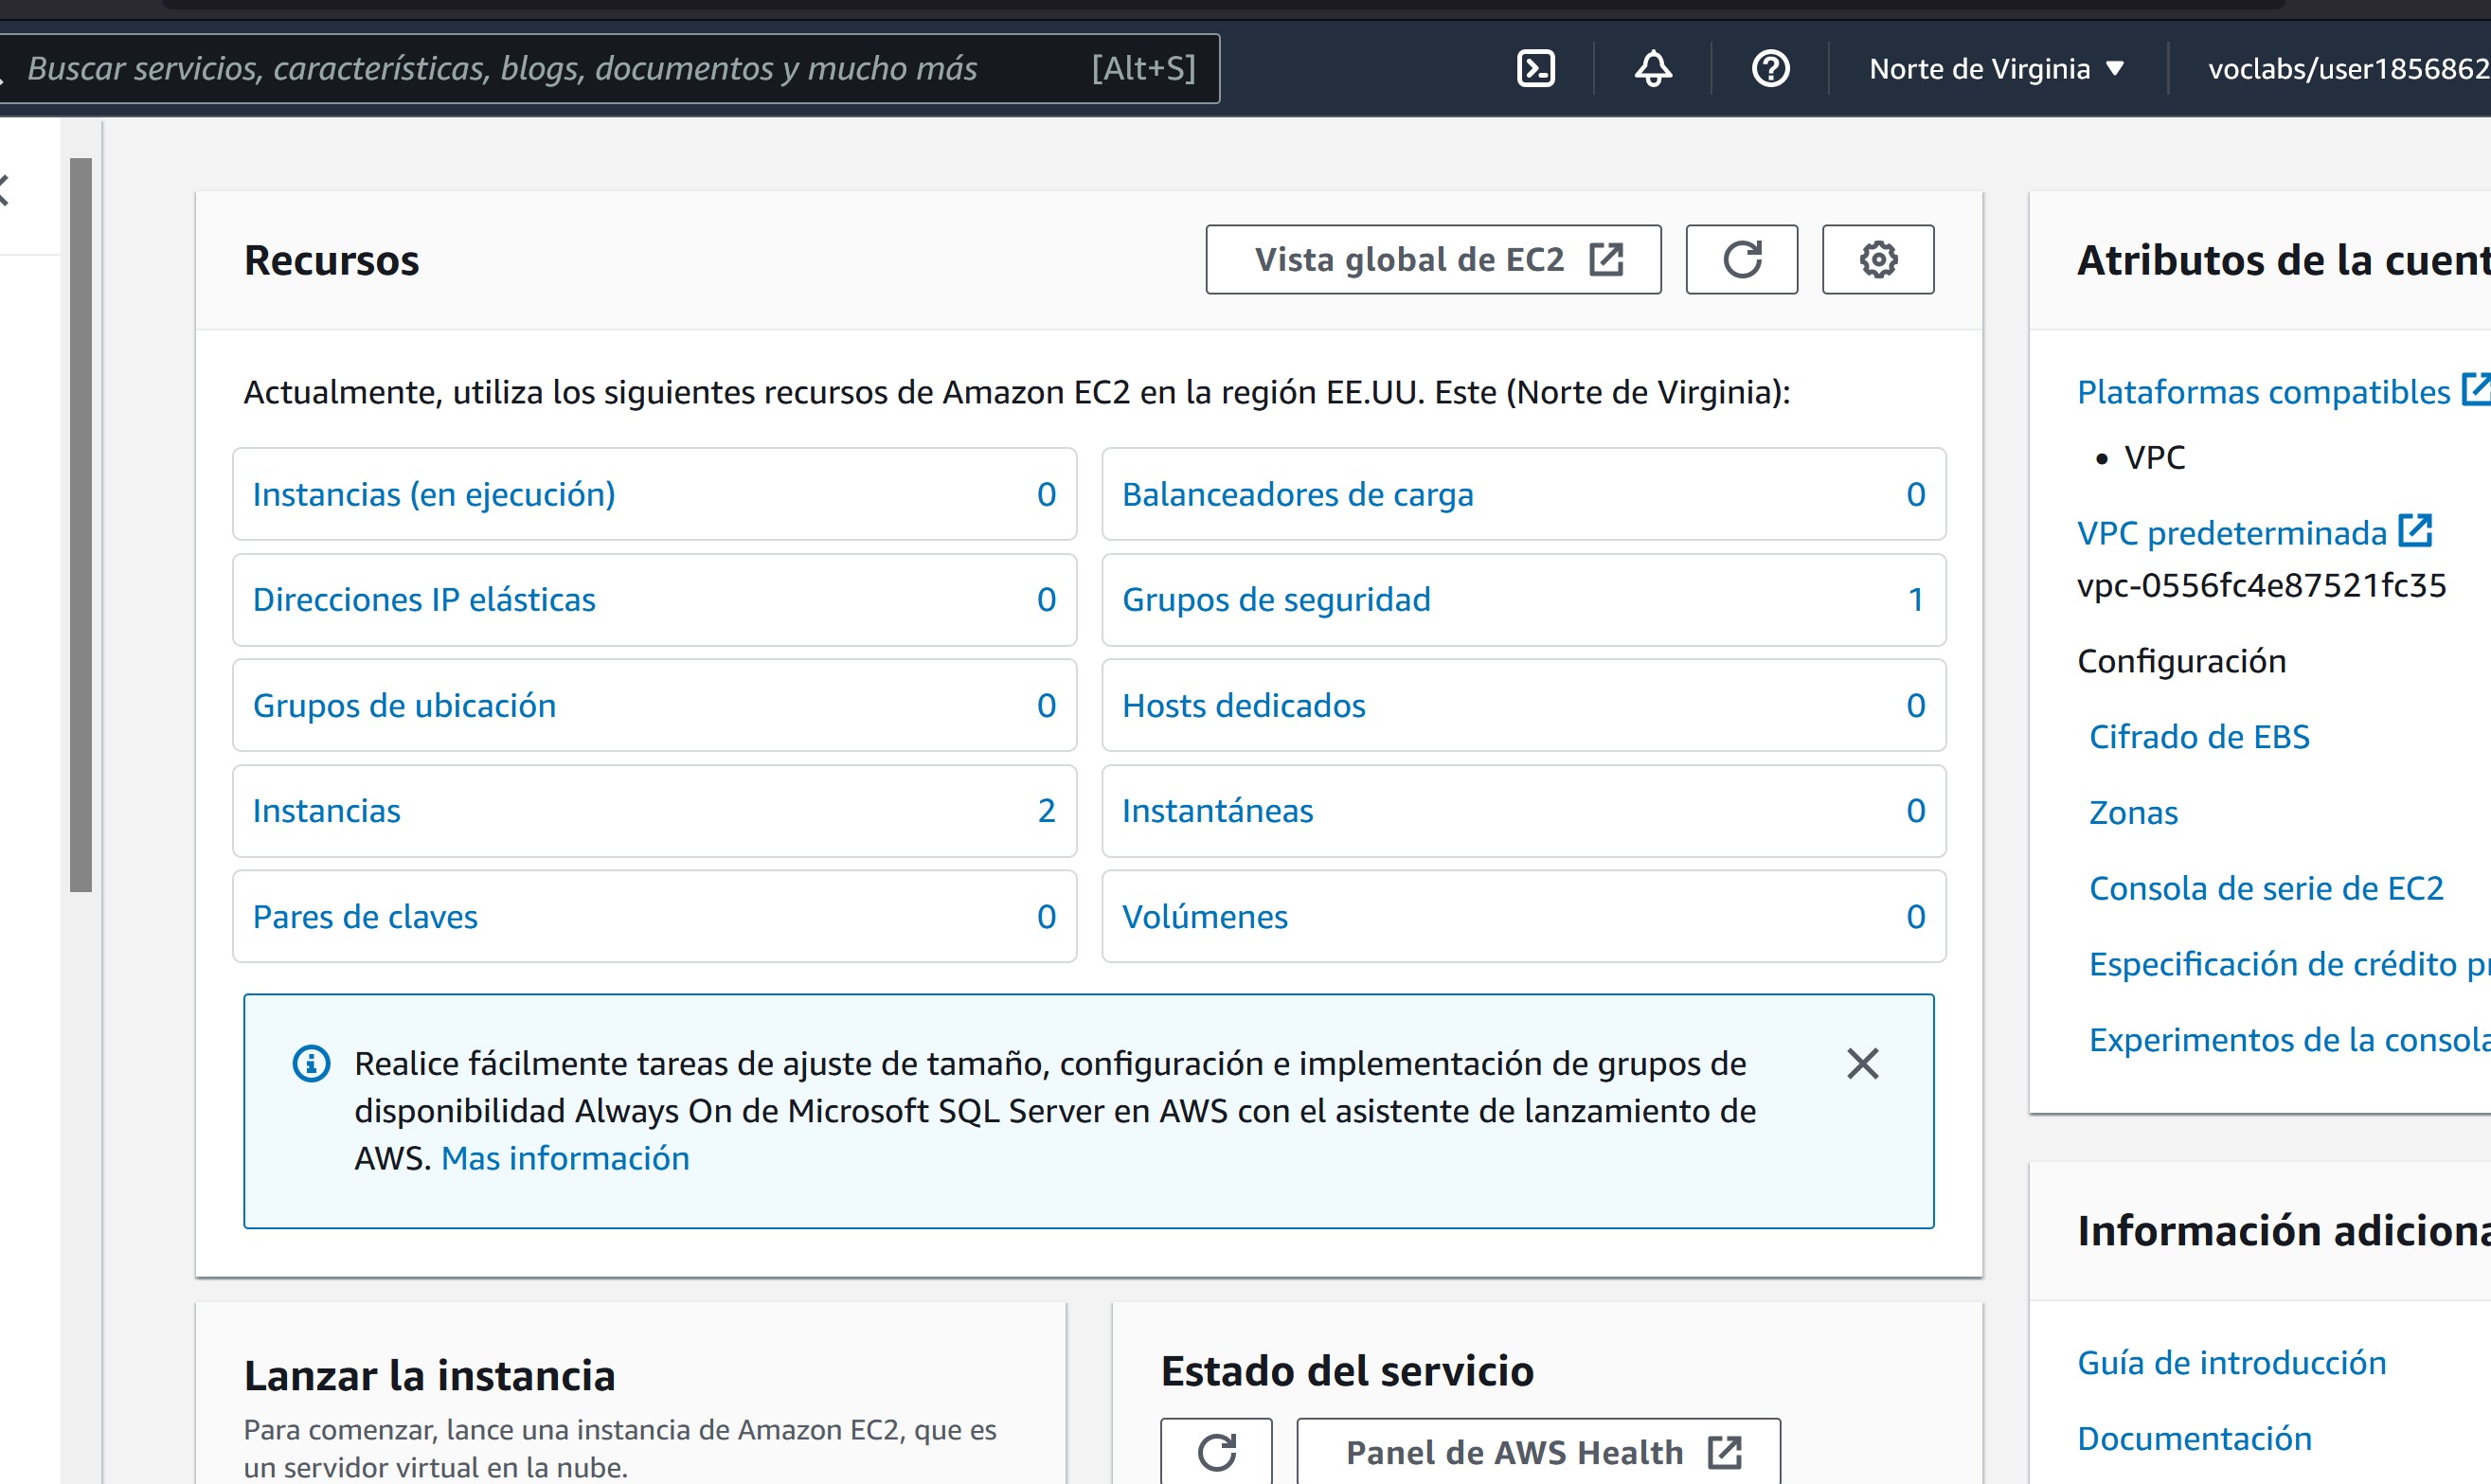 Buscar servicios, características, blogs, documentos y mucho más [Alt+S]
Norte de Virginia ▼
voclabs/user1856862
Recursos
Vista global de EC2
Actualmente, utiliza los siguientes recursos de Amazon EC2 en la región EE.UU. Este (Norte de Virginia):
Instancias (en ejecución) 0
Balanceadores de carga 0
Direcciones IP elásticas 0
Grupos de seguridad 1
Grupos de ubicación 0
Hosts dedicados 0
Instancias 2
Instantáneas 0
Pares de claves 0
Volúmenes 0
Realice fácilmente tareas de ajuste de tamaño, configuración e implementación de grupos de
disponibilidad Always On de Microsoft SQL Server en AWS con el asistente de lanzamiento de
AWS. Mas información
Lanzar la instancia
Para comenzar, lance una instancia de Amazon EC2, que es
un servidor virtual en la nube.
Estado del servicio
Panel de AWS Health
Atributos de la cuent
Plataformas compatibles
• VPC
VPC predeterminada
vpc-0556fc4e87521fc35
Configuración
Cifrado de EBS
Zonas
Consola de serie de EC2
Especificación de crédito pr
Experimentos de la consola
Información adiciona
Guía de introducción
Documentación